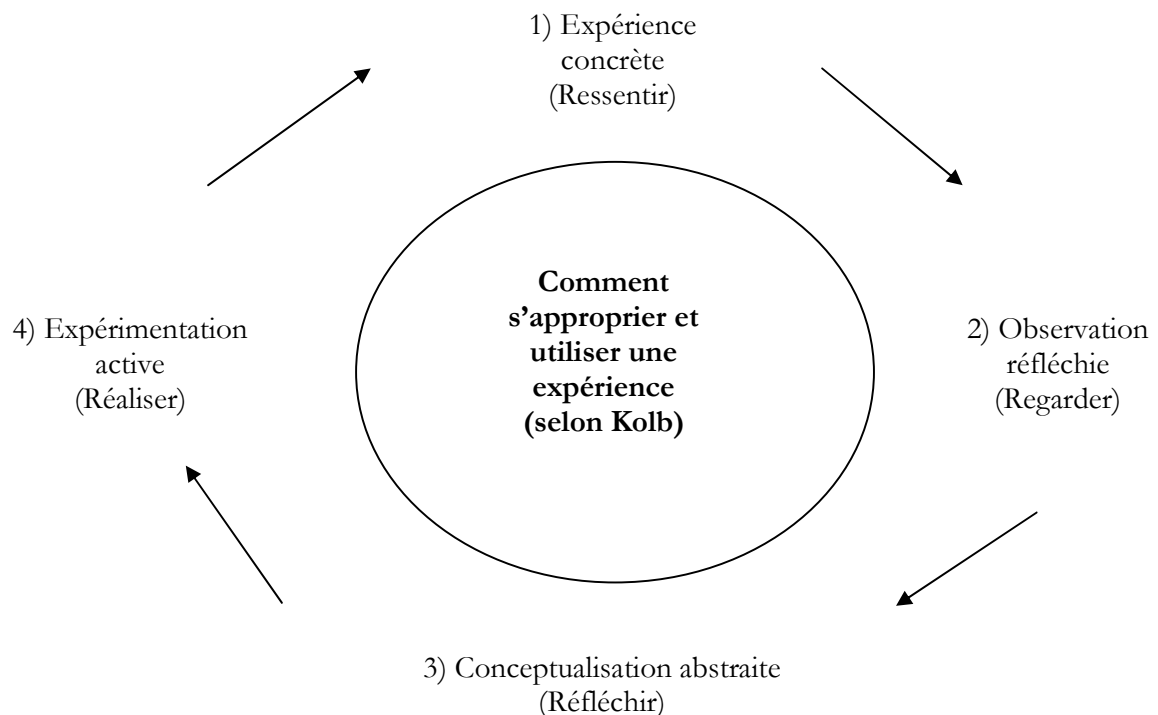 1) Expérience
concrète
(Ressentir)
Comment
s’approprier et
utiliser une
expérience
(selon Kolb)
4) Expérimentation
active
(Réaliser)
2) Observation
réfléchie
(Regarder)
3) Conceptualisation abstraite
(Réfléchir)